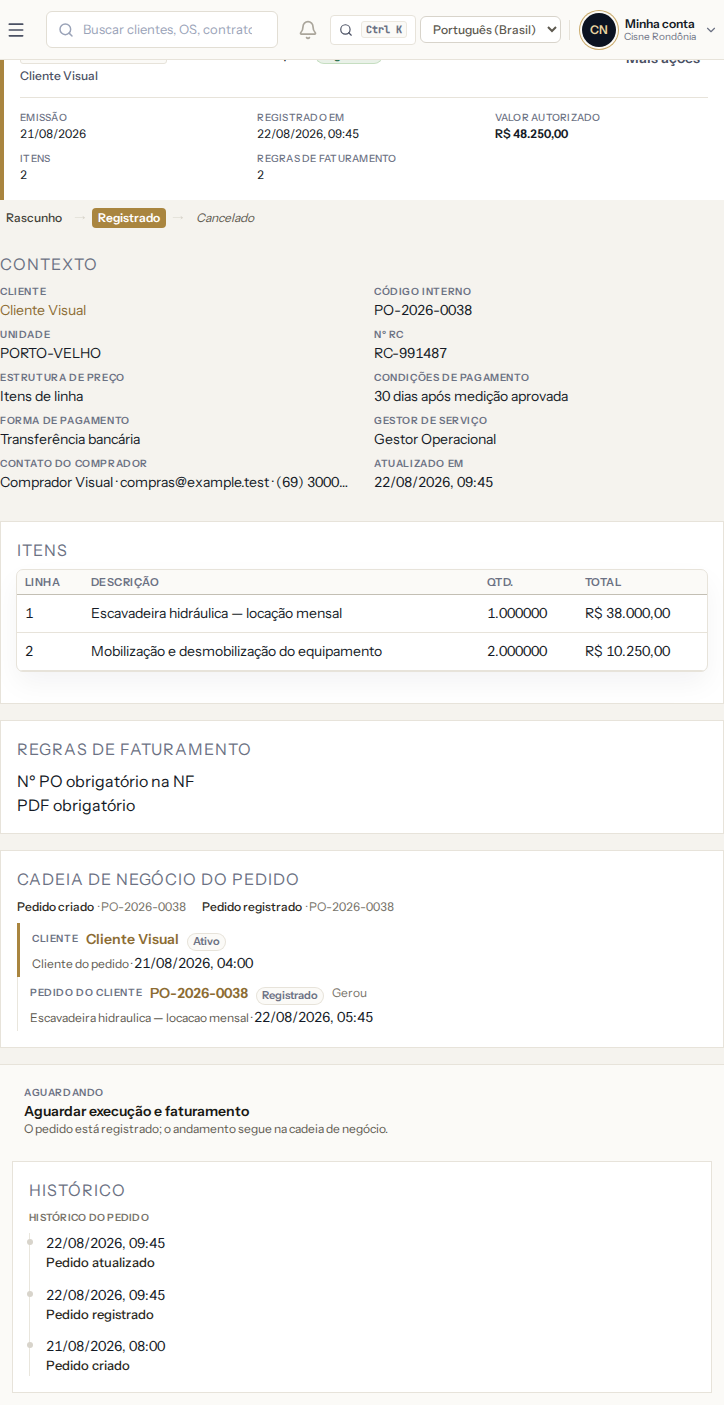 Buscar clientes, OS, contrato
Ctrl K
Português (Brasil)
CN
Minha conta
Cisne Rondônia
Mais ações
Cliente Visual
EMISSÃO
21/08/2026
REGISTRADO EM
22/08/2026, 09:45
VALOR AUTORIZADO
R$ 48.250,00
ITENS
2
REGRAS DE FATURAMENTO
2
Rascunho → Registrado → Cancelado
CONTEXTO
CLIENTE
Cliente Visual
CÓDIGO INTERNO
PO-2026-0038
UNIDADE
PORTO-VELHO
Nº RC
RC-991487
ESTRUTURA DE PREÇO
Itens de linha
CONDIÇÕES DE PAGAMENTO
30 dias após medição aprovada
FORMA DE PAGAMENTO
Transferência bancária
GESTOR DE SERVIÇO
Gestor Operacional
CONTATO DO COMPRADOR
Comprador Visual · compras@example.test · (69) 3000...
ATUALIZADO EM
22/08/2026, 09:45
ITENS
LINHA DESCRIÇÃO QTD. TOTAL
1 Escavadeira hidráulica — locação mensal 1.000000 R$ 38.000,00
2 Mobilização e desmobilização do equipamento 2.000000 R$ 10.250,00
REGRAS DE FATURAMENTO
Nº PO obrigatório na NF
PDF obrigatório
CADEIA DE NEGÓCIO DO PEDIDO
Pedido criado · PO-2026-0038 Pedido registrado · PO-2026-0038
CLIENTE Cliente Visual Ativo
Cliente do pedido · 21/08/2026, 04:00
PEDIDO DO CLIENTE PO-2026-0038 Registrado Gerou
Escavadeira hidraulica — locacao mensal · 22/08/2026, 05:45
AGUARDANDO
Aguardar execução e faturamento
O pedido está registrado; o andamento segue na cadeia de negócio.
HISTÓRICO
HISTÓRICO DO PEDIDO
22/08/2026, 09:45
Pedido atualizado
22/08/2026, 09:45
Pedido registrado
21/08/2026, 08:00
Pedido criado